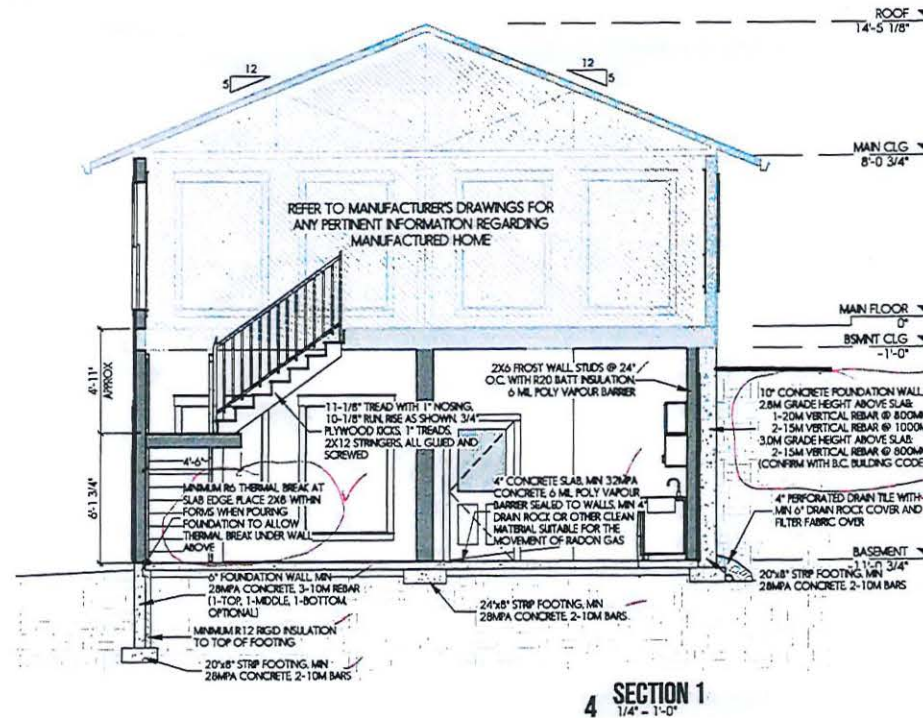 ROOF
14'-5 1/8"
12
5
12
5
MAIN CLG
8'-0 3/4"
REFER TO MANUFACTURER'S DRAWINGS FOR
ANY PERTINENT INFORMATION REGARDING
MANUFACTURED HOME
MAIN FLOOR
0"
BSMNT CLG
-1'-0"
4'-11"
APPROX
2X6 FROST WALL STUDS @ 24"
O.C. WITH R20 BATT INSULATION,
6 MIL POLY VAPOUR BARRIER
10" CONCRETE FOUNDATION WALL
2.8M GRADE HEIGHT ABOVE SLAB:
1-20M VERTICAL REBAR @ 800M
2-15M VERTICAL REBAR @ 1000M
3.0M GRADE HEIGHT ABOVE SLAB:
2-15M VERTICAL REBAR @ 800M
(CONFIRM WITH B.C. BUILDING CODE
11-1/8" TREAD WITH 1" NOSING,
10-1/8" RUN, RISE AS SHOWN, 3/4"
PLYWOOD KICKS, 1" TREADS,
2X12 STRINGERS, ALL GLUED AND
SCREWED
4'-6"
6'-1 3/4"
MINIMUM R6 THERMAL BREAK AT
SLAB EDGE. PLACE 2X8 WITHIN
FORMS WHEN POURING
FOUNDATION TO ALLOW
THERMAL BREAK UNDER WALL
ABOVE
4" CONCRETE SLAB, MIN 32MPA
CONCRETE, 6 MIL POLY VAPOUR
BARRIER SEALED TO WALLS, MIN 4"
DRAIN ROCK OR OTHER CLEAN
MATERIAL SUITABLE FOR THE
MOVEMENT OF RADON GAS
4" PERFORATED DRAIN TILE WITH
MIN 6" DRAIN ROCK COVER AND
FILTER FABRIC OVER
BASEMENT
-11'-0 3/4"
6" FOUNDATION WALL, MIN
28MPA CONCRETE, 3-10M REBAR
(1-TOP, 1-MIDDLE, 1-BOTTOM,
OPTIONAL)
MINIMUM R12 RIGID INSULATION
TO TOP OF FOOTING
20"x8" STRIP FOOTING, MIN
28MPA CONCRETE, 2-10M BARS
24"x8" STRIP FOOTING, MIN
28MPA CONCRETE, 2-10M BARS
20"x8" STRIP FOOTING, MIN
28MPA CONCRETE, 2-10M BARS
4 SECTION 1
1/4" = 1'-0"